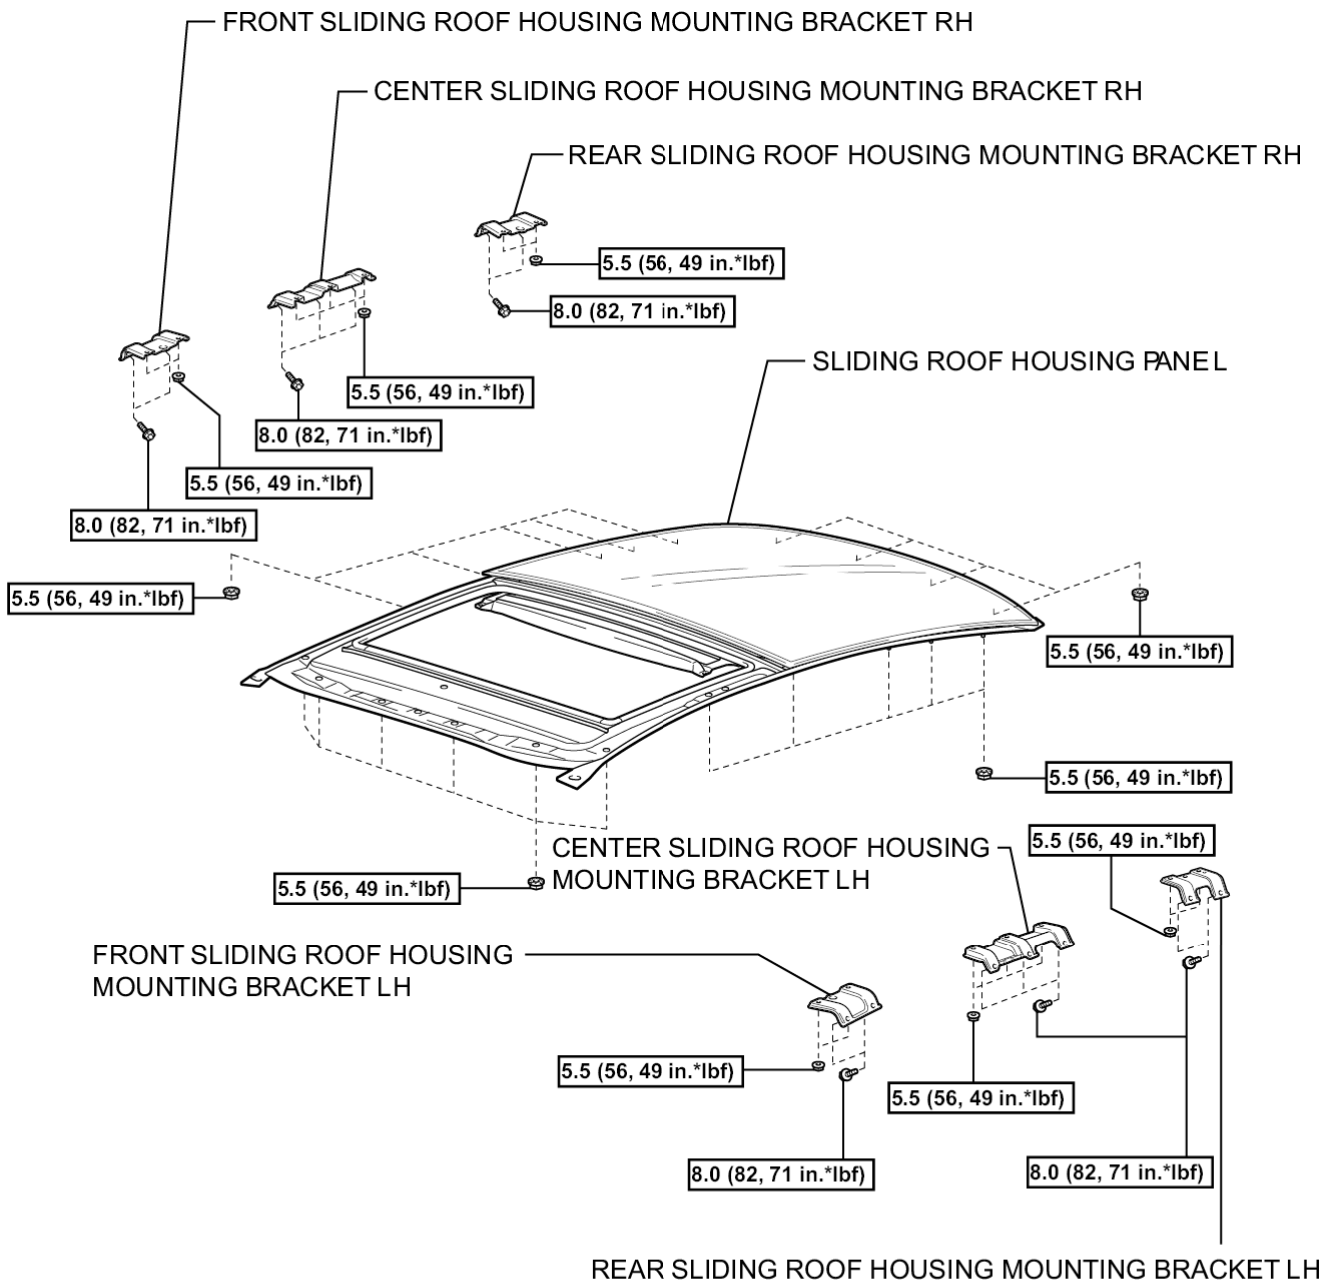 FRONT SLIDING ROOF HOUSING MOUNTING BRACKET RH
CENTER SLIDING ROOF HOUSING MOUNTING BRACKET RH
REAR SLIDING ROOF HOUSING MOUNTING BRACKET RH
5.5 (56, 49 in.*lbf)
8.0 (82, 71 in.*lbf)
SLIDING ROOF HOUSING PANEL
5.5 (56, 49 in.*lbf)
8.0 (82, 71 in.*lbf)
5.5 (56, 49 in.*lbf)
8.0 (82, 71 in.*lbf)
5.5 (56, 49 in.*lbf)
5.5 (56, 49 in.*lbf)
5.5 (56, 49 in.*lbf)
5.5 (56, 49 in.*lbf)
CENTER SLIDING ROOF HOUSING
MOUNTING BRACKET LH
5.5 (56, 49 in.*lbf)
FRONT SLIDING ROOF HOUSING
MOUNTING BRACKET LH
5.5 (56, 49 in.*lbf)
5.5 (56, 49 in.*lbf)
8.0 (82, 71 in.*lbf)
8.0 (82, 71 in.*lbf)
REAR SLIDING ROOF HOUSING MOUNTING BRACKET LH